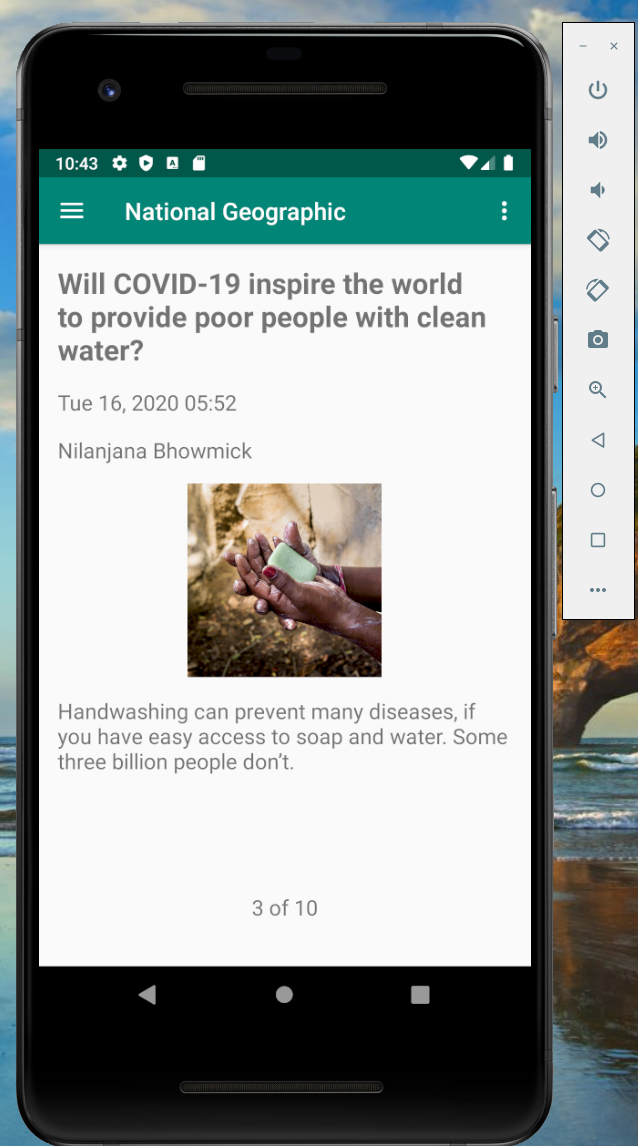 10:43
National Geographic
Will COVID-19 inspire the world
to provide poor people with clean
water?
Tue 16, 2020 05:52
Nilanjana Bhowmick
Handwashing can prevent many diseases, if
you have easy access to soap and water. Some
three billion people don’t.
3 of 10